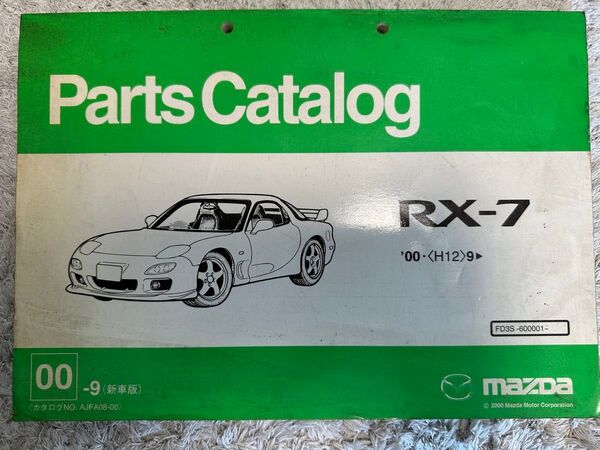 Parts Catalog
RX-7
'00・〈H12〉9▶
FD3S -600001~
00 -9（新車版）
（カタログNO. AJFA08-00）
mazda
© 2000 Mazda Motor Corporation